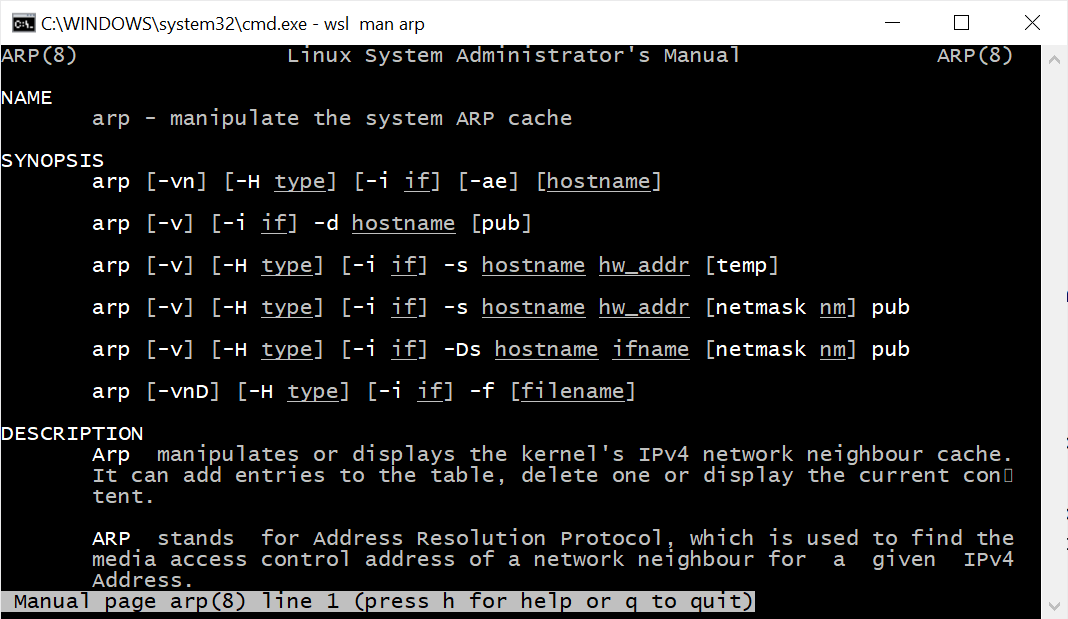 C:\WINDOWS\system32\cmd.exe - wsl  man arp
ARP(8)                Linux System Administrator's Manual               ARP(8)
NAME
       arp - manipulate the system ARP cache
SYNOPSIS
       arp [-vn] [-H type] [-i if] [-ae] [hostname]
       arp [-v] [-i if] -d hostname [pub]
       arp [-v] [-H type] [-i if] -s hostname hw_addr [temp]
       arp [-v] [-H type] [-i if] -s hostname hw_addr [netmask nm] pub
       arp [-v] [-H type] [-i if] -Ds hostname ifname [netmask nm] pub
       arp [-vnD] [-H type] [-i if] -f [filename]
DESCRIPTION
       Arp  manipulates or displays the kernel's IPv4 network neighbour cache.
       It can add entries to the table, delete one or display the current con▯
       tent.
       ARP  stands  for Address Resolution Protocol, which is used to find the
       media access control address of a network neighbour for  a  given  IPv4
       Address.
 Manual page arp(8) line 1 (press h for help or q to quit)